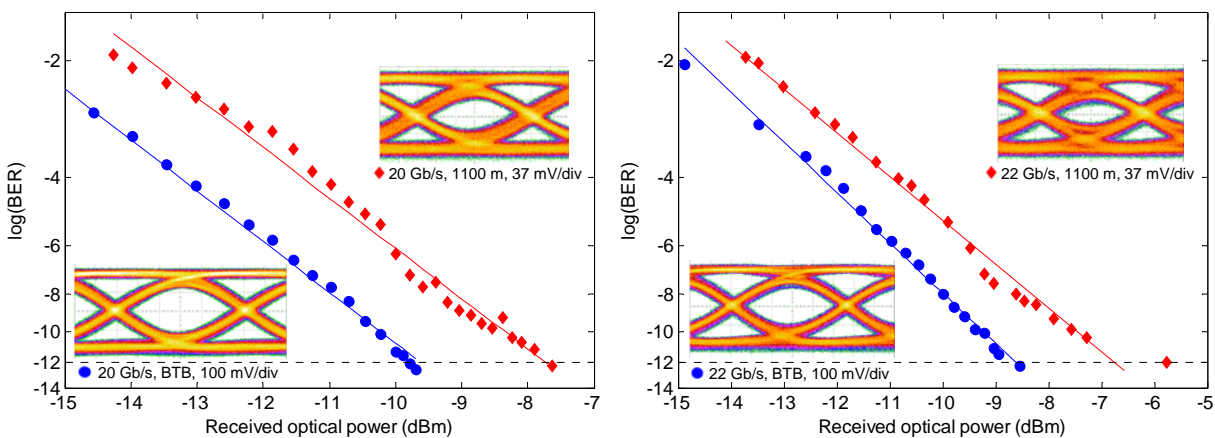 -2
-4
-6
-8
-10
-12
-14
log(BER)
20 Gb/s, 1100 m, 37 mV/div
20 Gb/s, BTB, 100 mV/div
-15 -14 -13 -12 -11 -10 -9 -8 -7
Received optical power (dBm)
-2
-4
-6
-8
-10
-12
-14
log(BER)
22 Gb/s, 1100 m, 37 mV/div
22 Gb/s, BTB, 100 mV/div
-15 -14 -13 -12 -11 -10 -9 -8 -7 -6 -5
Received optical power (dBm)